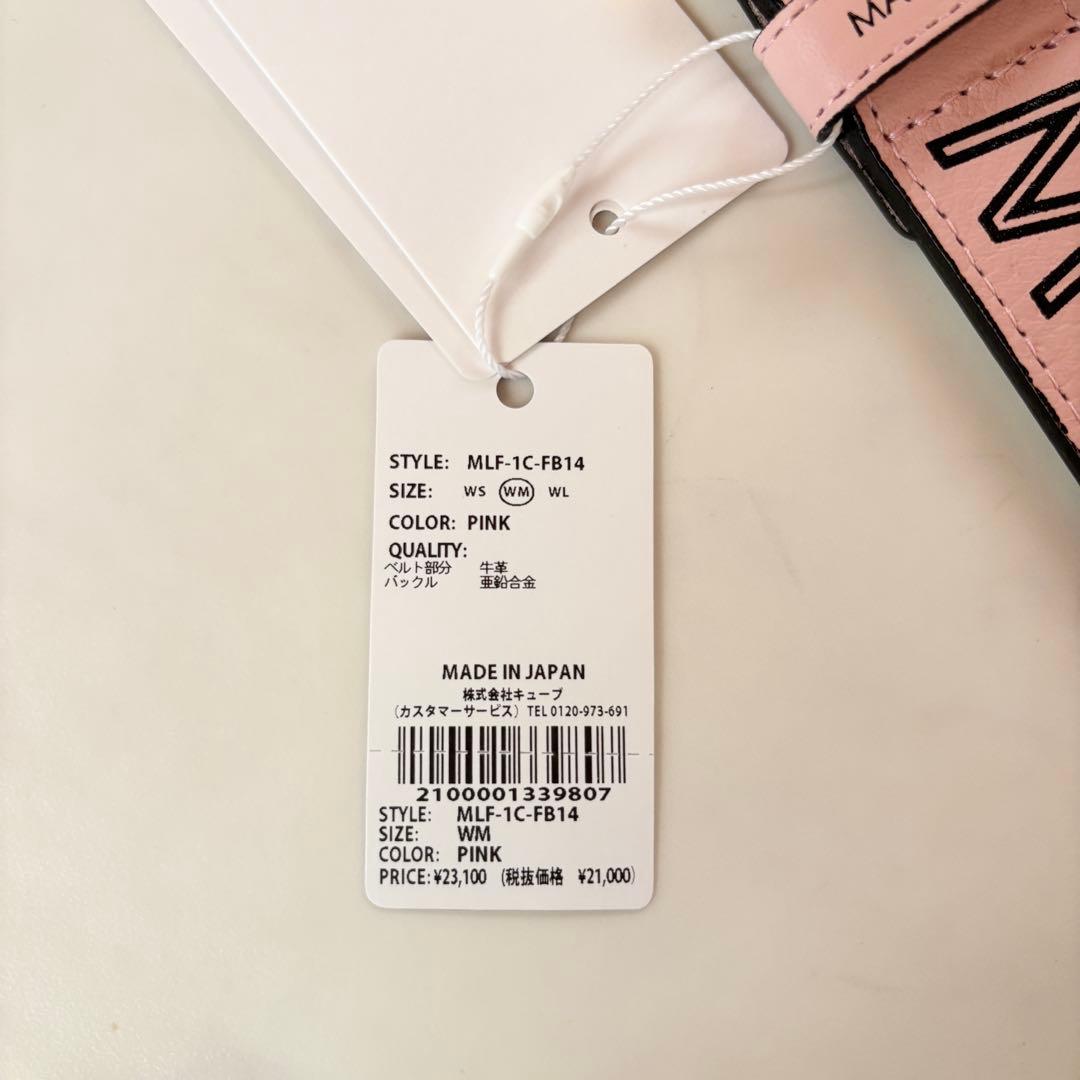 MA
M
STYLE: MLF-1C-FB14
SIZE: WS WM WL
COLOR: PINK
QUALITY:
ベルト部分 牛革
バックル 亜鉛合金
MADE IN JAPAN
株式会社キューブ
(カスタマーサービス) TEL 0120-973-691
2100001339807
STYLE: MLF-1C-FB14
SIZE: WM
COLOR: PINK
PRICE: ¥23,100 (税抜価格 ¥21,000)